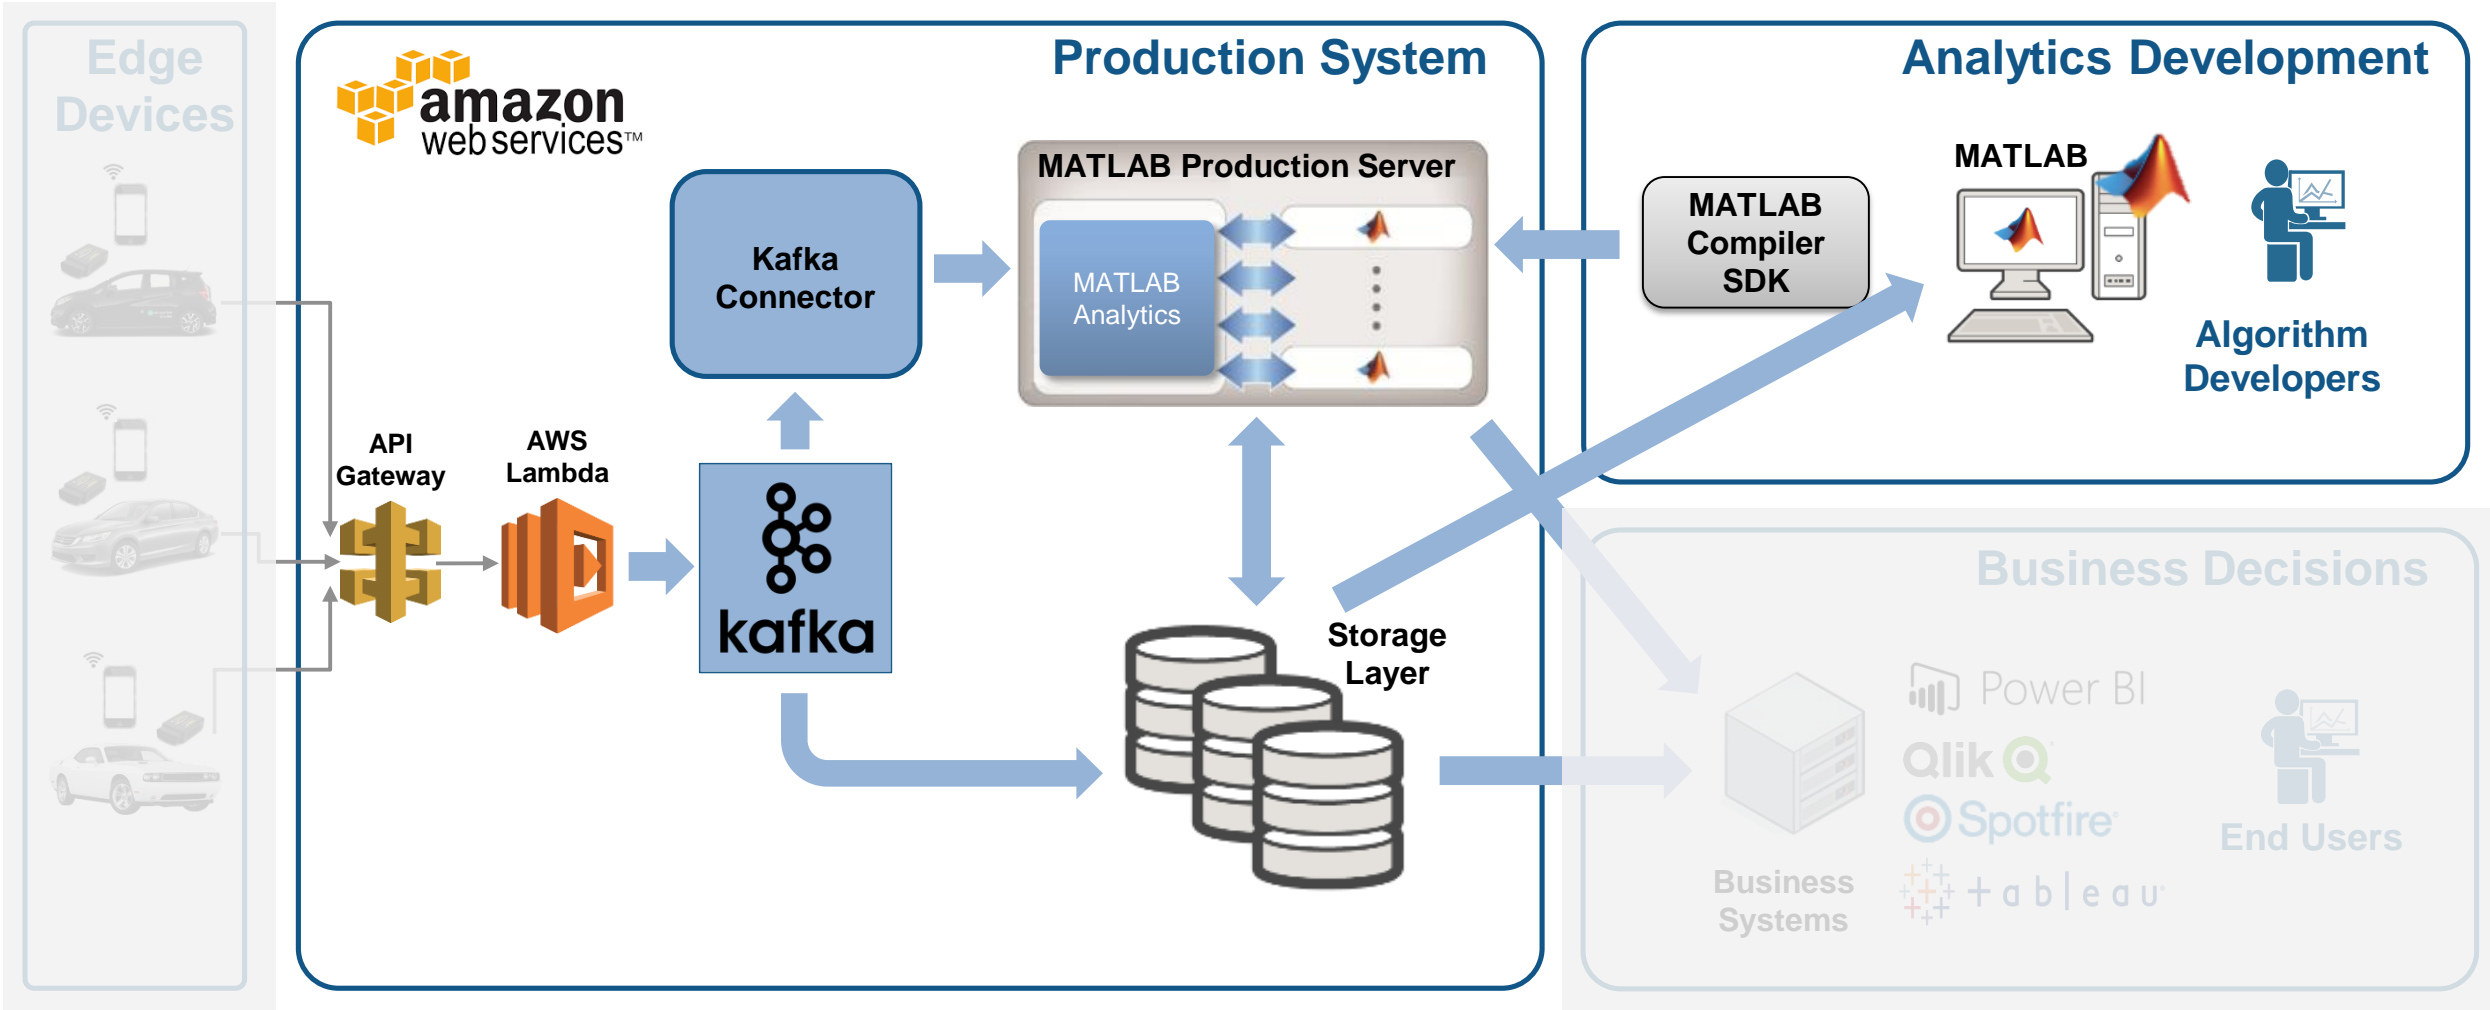 Edge
Devices
amazon
web services™
Production System
Kafka
Connector
MATLAB Production Server
MATLAB
Analytics
API
Gateway
AWS
Lambda
kafka
Storage
Layer
Analytics Development
MATLAB
Compiler
SDK
MATLAB
Algorithm
Developers
Business Decisions
Business
Systems
Power BI
Qlik
Spotfire
tableau
End Users